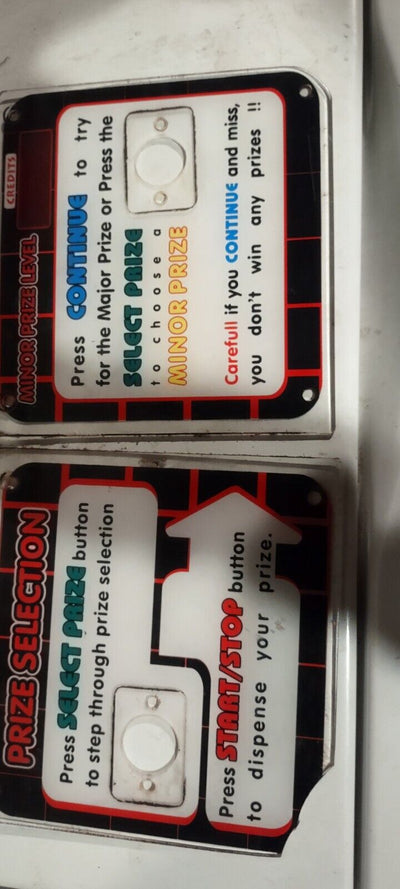 PRIZE SELECTION
Press SELECT PRIZE button
to step through prize selection
Press START/STOP button
to dispense your prize.
MINOR PRIZE LEVEL
CREDITS
Press CONTINUE to try
for the Major Prize or Press the
SELECT PRIZE
to choose a
MINOR PRIZE
Carefull if you CONTINUE and miss,
you don't win any prizes !!